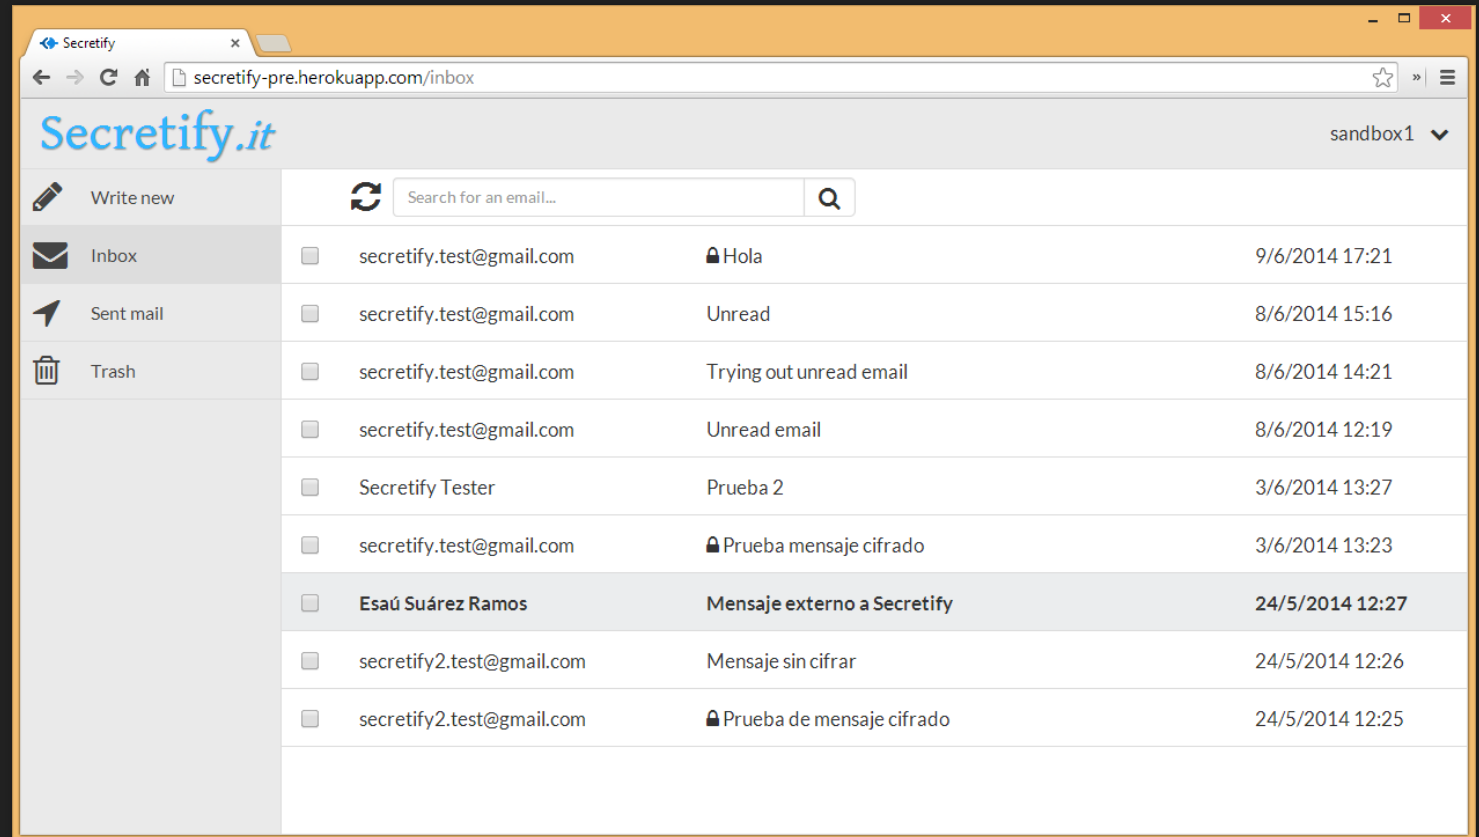 Secretify
secretify-pre.herokuapp.com/inbox
Secretify.it
sandbox1
Write new
Search for an email...
Inbox
secretify.test@gmail.com Hola 9/6/2014 17:21
Sent mail
secretify.test@gmail.com Unread 8/6/2014 15:16
Trash
secretify.test@gmail.com Trying out unread email 8/6/2014 14:21
secretify.test@gmail.com Unread email 8/6/2014 12:19
Secretify Tester Prueba 2 3/6/2014 13:27
secretify.test@gmail.com Prueba mensaje cifrado 3/6/2014 13:23
Esaú Suárez Ramos Mensaje externo a Secretify 24/5/2014 12:27
secretify2.test@gmail.com Mensaje sin cifrar 24/5/2014 12:26
secretify2.test@gmail.com Prueba de mensaje cifrado 24/5/2014 12:25